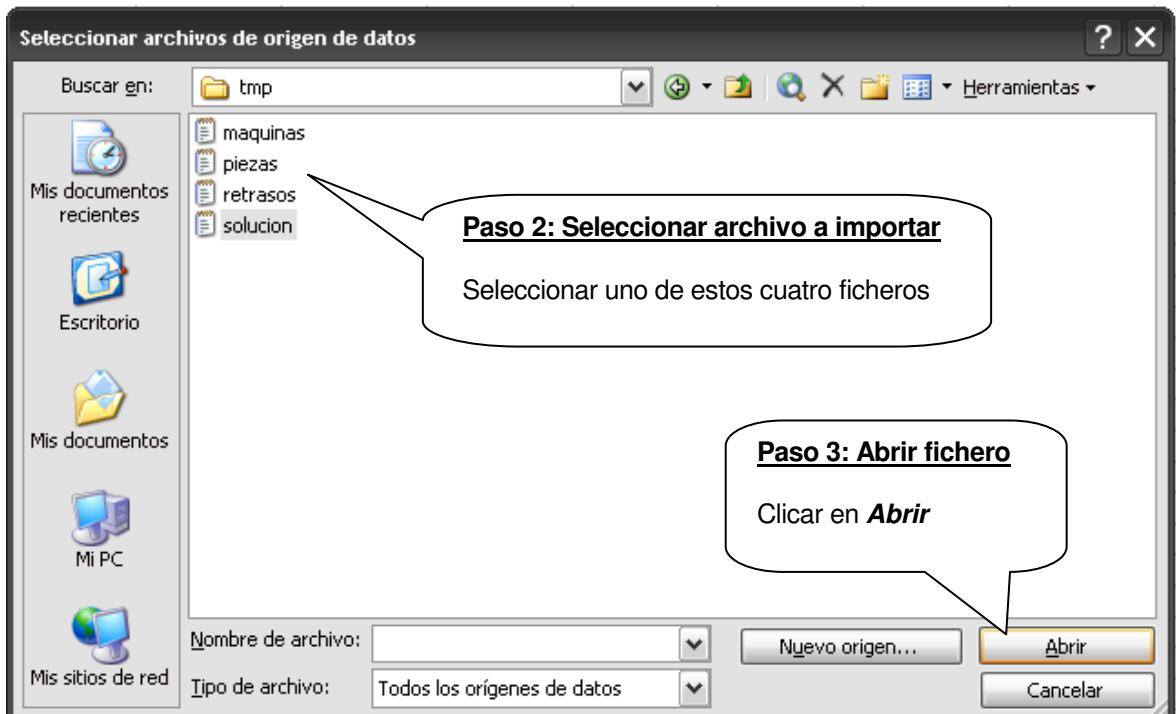 Seleccionar archivos de origen de datos
Buscar en:
tmp
Herramientas
maquinas
piezas
retrasos
solucion
Mis documentos
recientes
Escritorio
Mis documentos
Mi PC
Mis sitios de red
Paso 2: Seleccionar archivo a importar
Seleccionar uno de estos cuatro ficheros
Paso 3: Abrir fichero
Clicar en Abrir
Nombre de archivo:
Nuevo origen...
Abrir
Tipo de archivo:
Todos los orígenes de datos
Cancelar